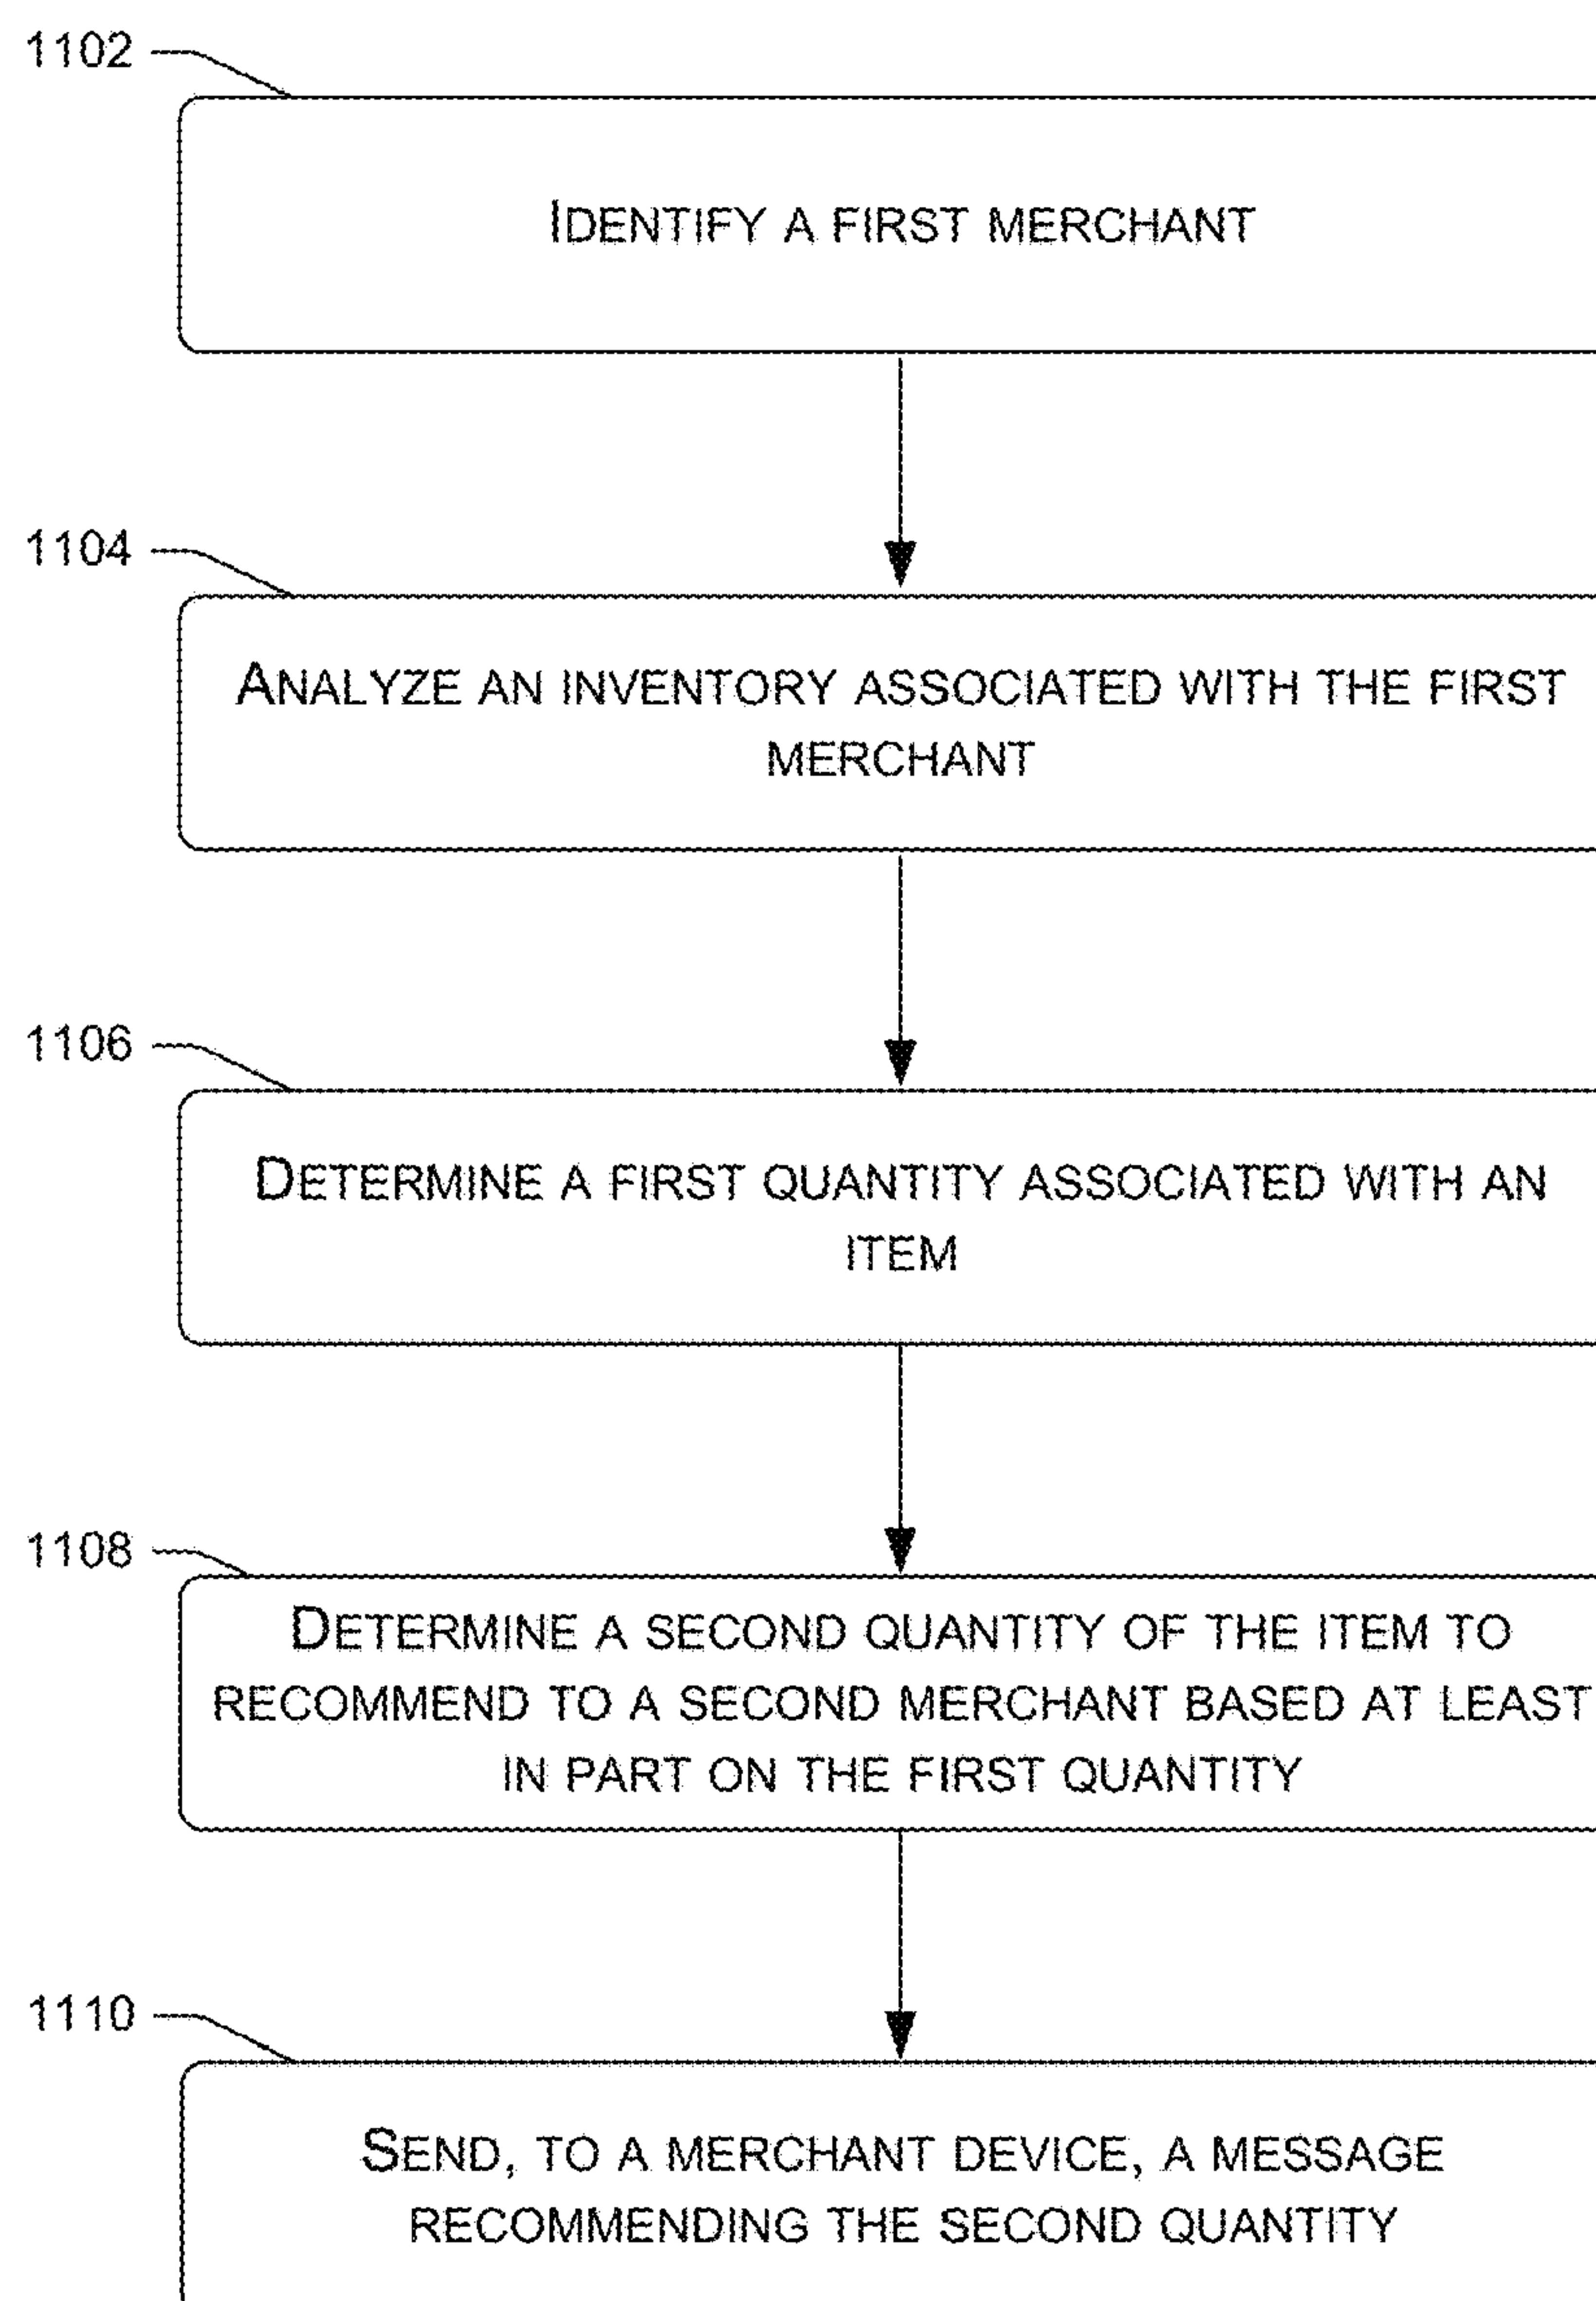 1102
IDENTIFY A FIRST MERCHANT
1104
ANALYZE AN INVENTORY ASSOCIATED WITH THE FIRST
MERCHANT
1106
DETERMINE A FIRST QUANTITY ASSOCIATED WITH AN
ITEM
1108
DETERMINE A SECOND QUANTITY OF THE ITEM TO
RECOMMEND TO A SECOND MERCHANT BASED AT LEAST
IN PART ON THE FIRST QUANTITY
1110
SEND, TO A MERCHANT DEVICE, A MESSAGE
RECOMMENDING THE SECOND QUANTITY